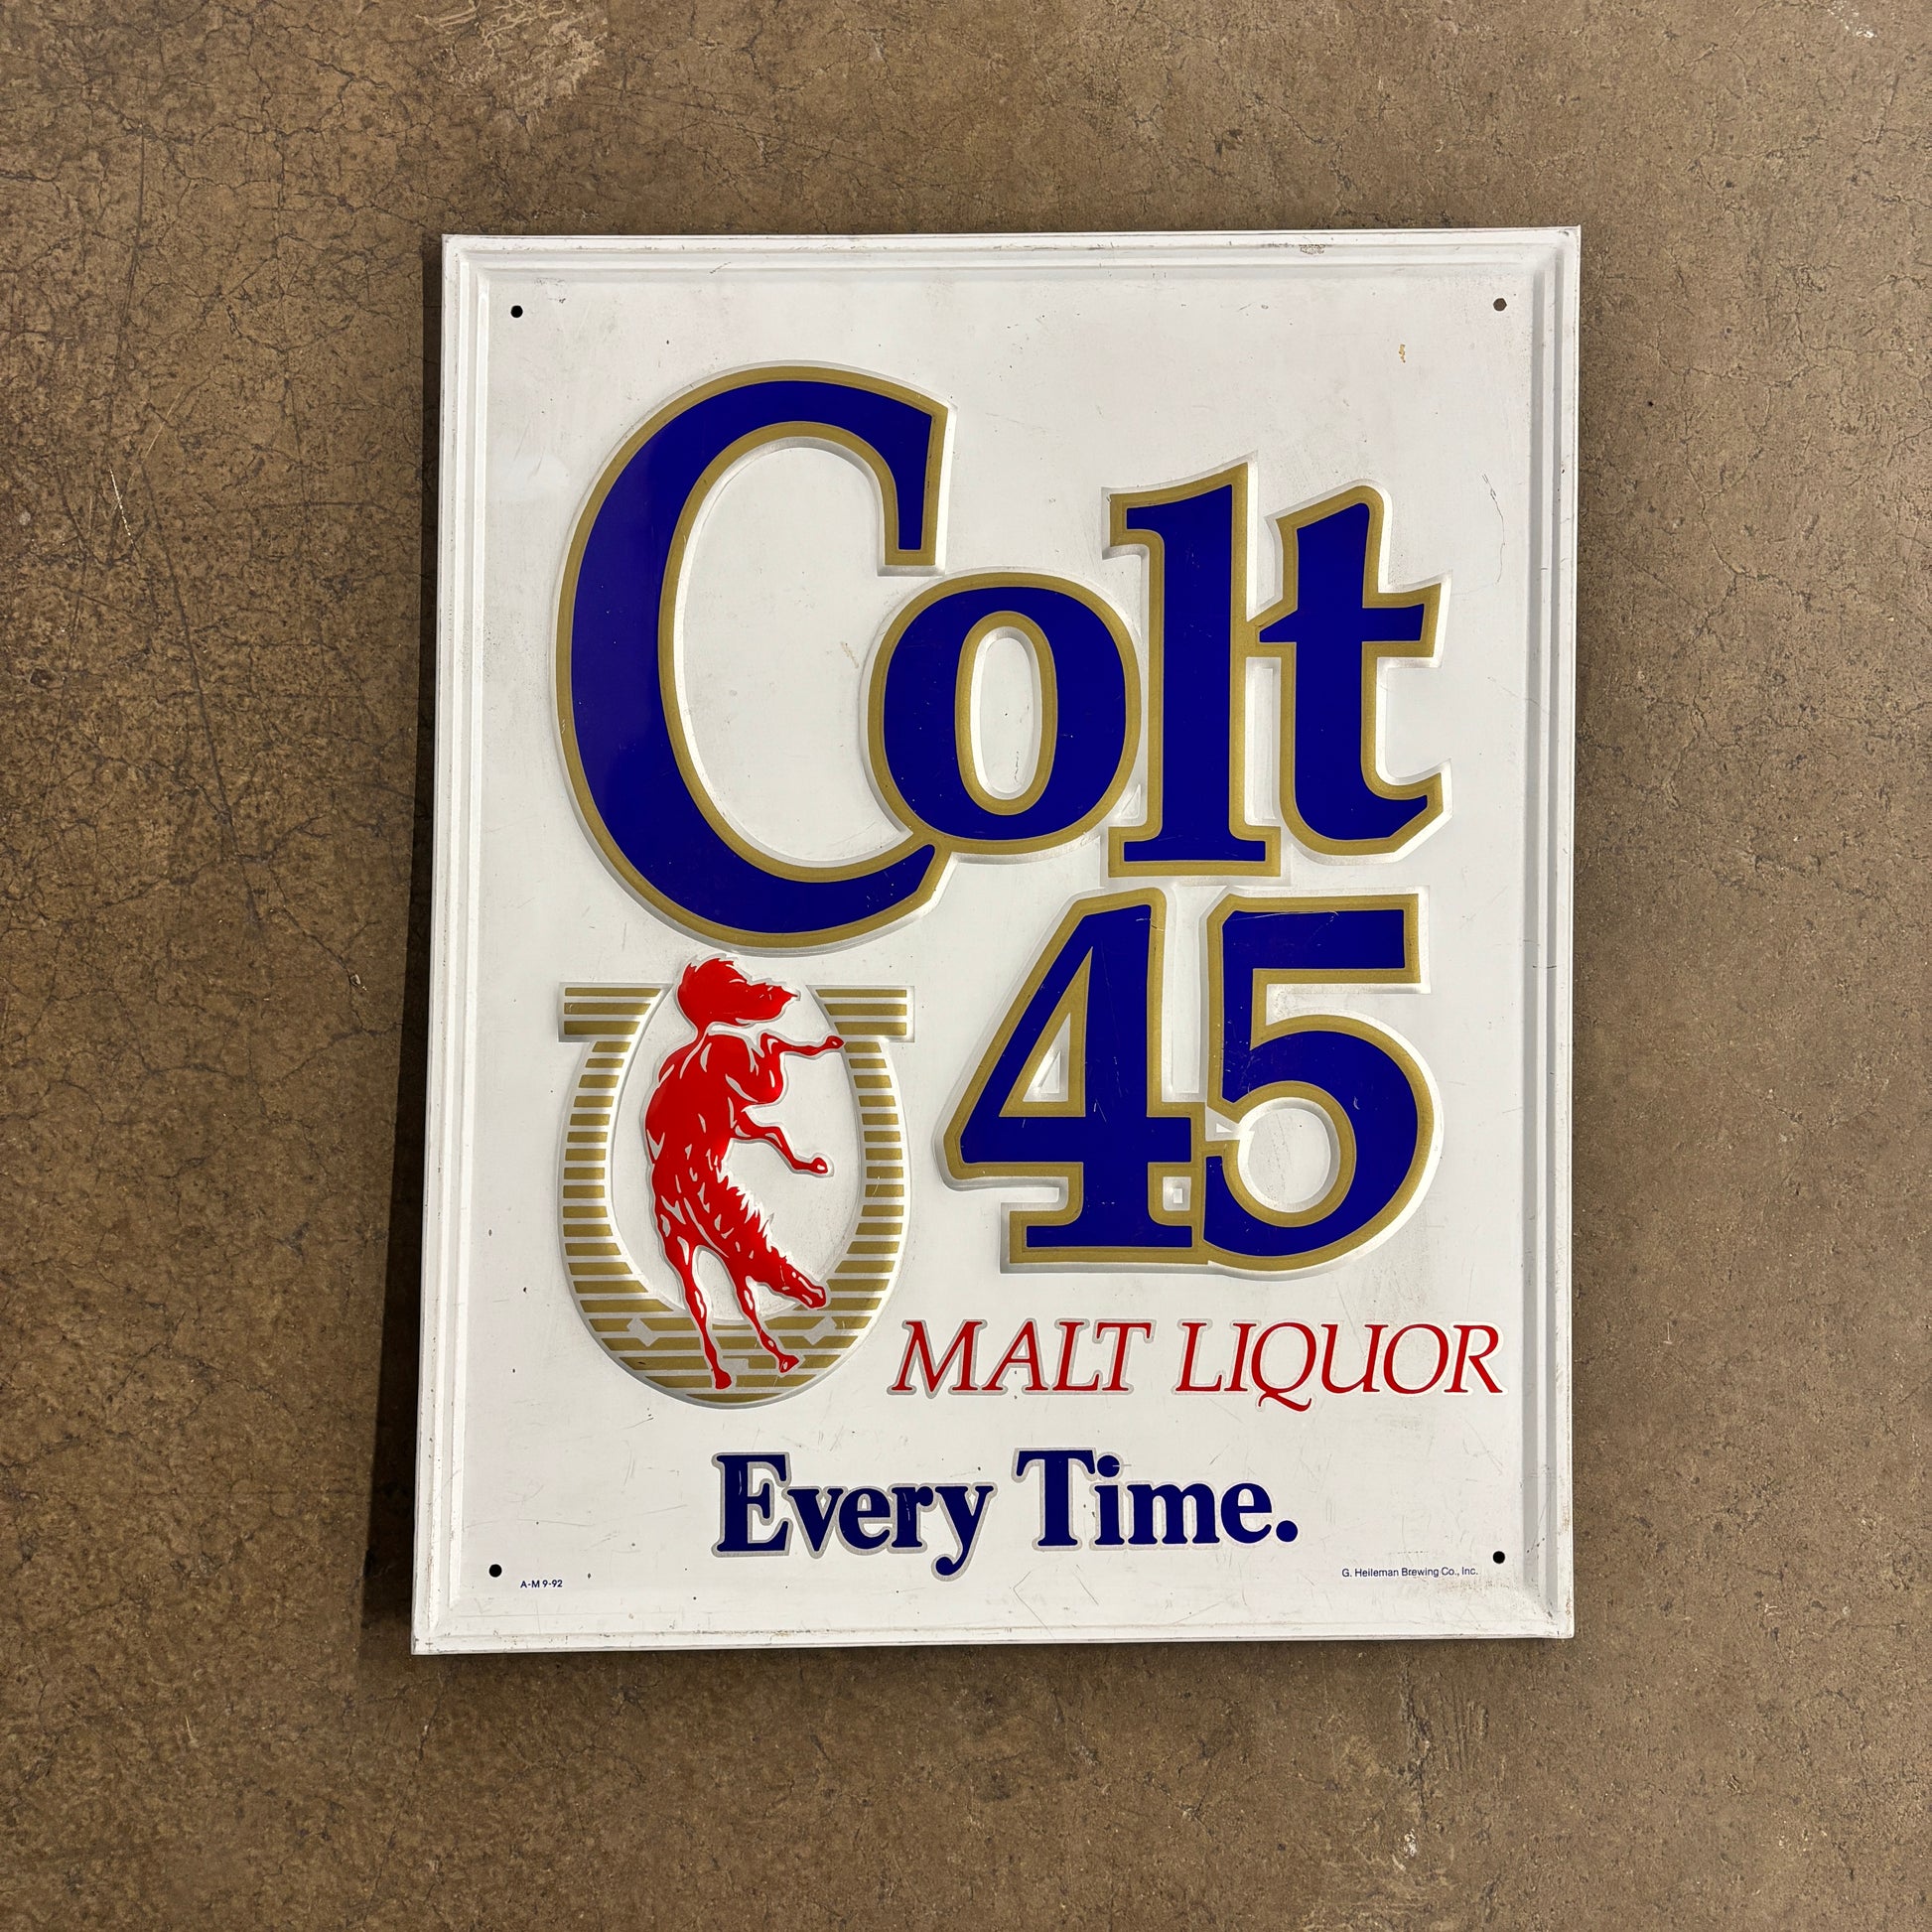 Colt
45
MALT LIQUOR
Every Time.
A-M 9-92
G. Heileman Brewing Co., Inc.